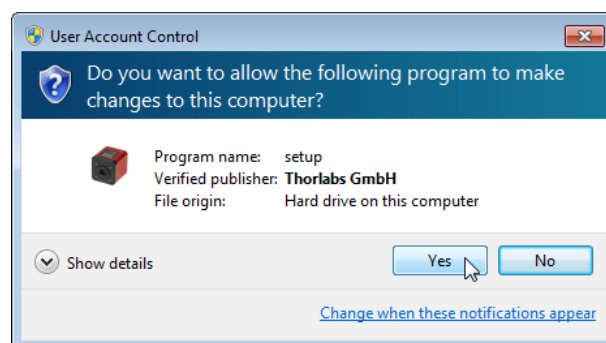 User Account Control
Do you want to allow the following program to make
changes to this computer?
Program name: setup
Verified publisher: Thorlabs GmbH
File origin: Hard drive on this computer
Show details
Yes No
Change when these notifications appear